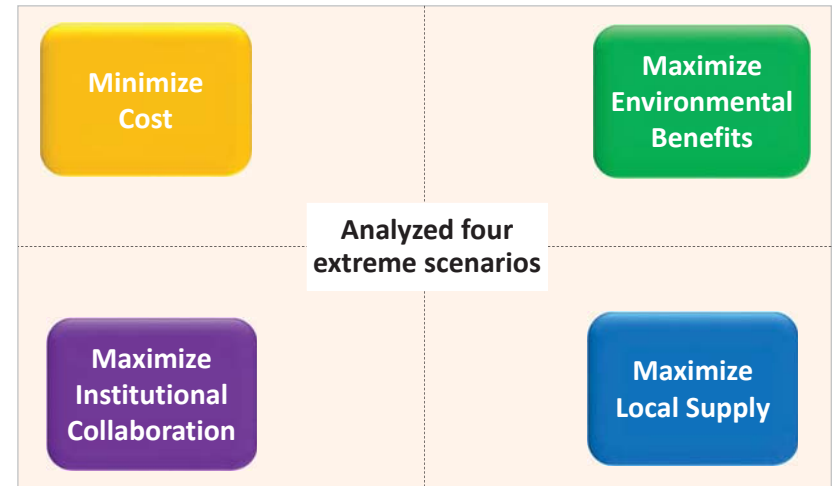 Minimize
Cost
Maximize
Environmental
Benefits
Analyzed four
extreme scenarios
Maximize
Institutional
Collaboration
Maximize
Local Supply